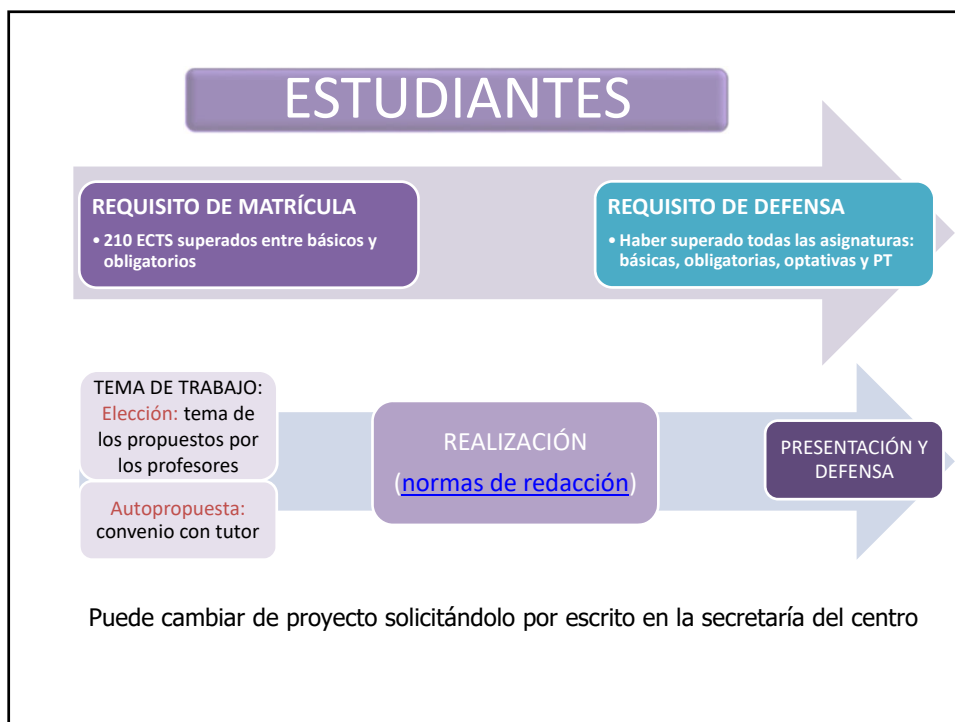 ESTUDIANTES
REQUISITO DE MATRÍCULA
• 210 ECTS superados entre básicos y
obligatorios
REQUISITO DE DEFENSA
• Haber superado todas las asignaturas:
básicas, obligatorias, optativas y PT
TEMA DE TRABAJO:
Elección: tema de
los propuestos por
los profesores
Autopropuesta:
convenio con tutor
REALIZACIÓN
(normas de redacción)
PRESENTACIÓN Y
DEFENSA
Puede cambiar de proyecto solicitándolo por escrito en la secretaría del centro